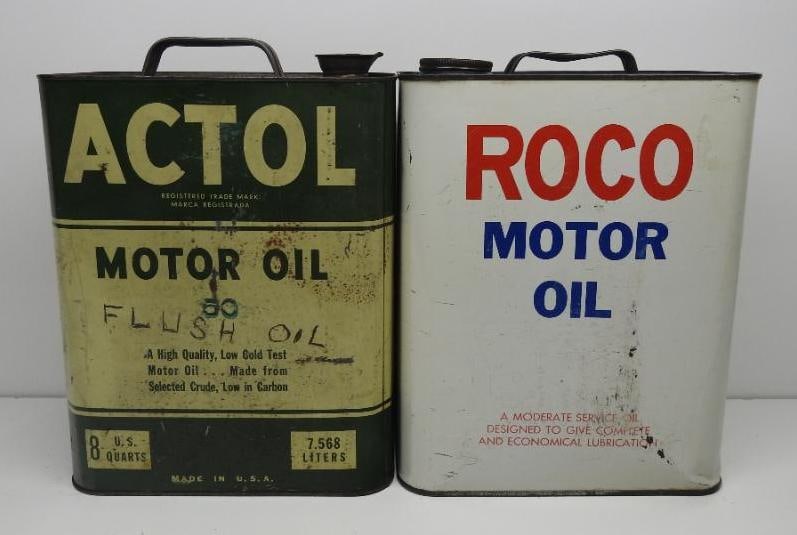 ACTOL
REGISTERED TRADE MARK
MARCA REGISTRADA
MOTOR OIL
FLUSH OIL
A High Quality, Low Cold Test
Motor Oil . . . Made from
Selected Crude, Low in Carbon
8 U.S. QUARTS
7.568 LITERS
MADE IN U.S.A.
ROCO
MOTOR
OIL
A MODERATE SERVICE OIL
DESIGNED TO GIVE COMPLETE
AND ECONOMICAL LUBRICATION